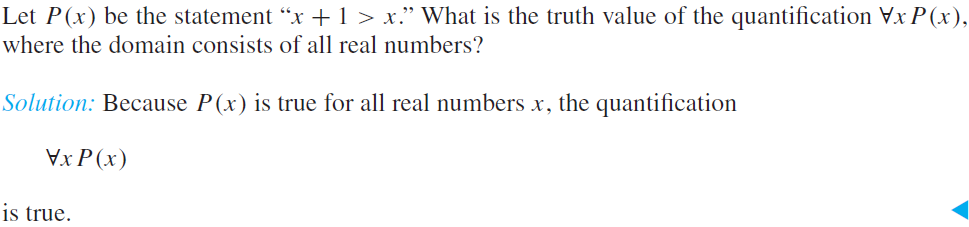 Let P(x) be the statement “x + 1 > x.” What is the truth value of the quantification ∀x P(x),
where the domain consists of all real numbers?
Solution: Because P(x) is true for all real numbers x, the quantification
∀x P(x)
is true.